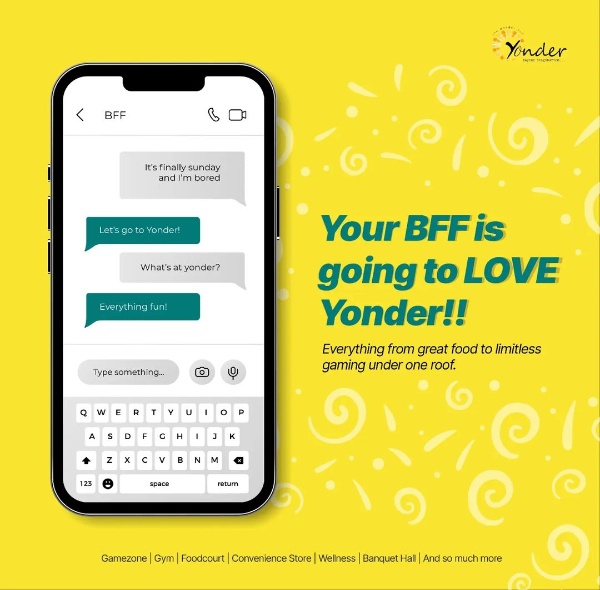 Yonder
BFF
It's finally sunday
and I'm bored
Let's go to Yonder!
What's at yonder?
Everything fun!
Type something...
Q W E R T Y U I O P
A S D F G H I J K
Z X C V B N M
123 space return
Your BFF is
going to LOVE
Yonder!!
Everything from great food to limitless
gaming under one roof.
Gamezone | Gym | Foodcourt | Convenience Store | Wellness | Banquet Hall | And so much more